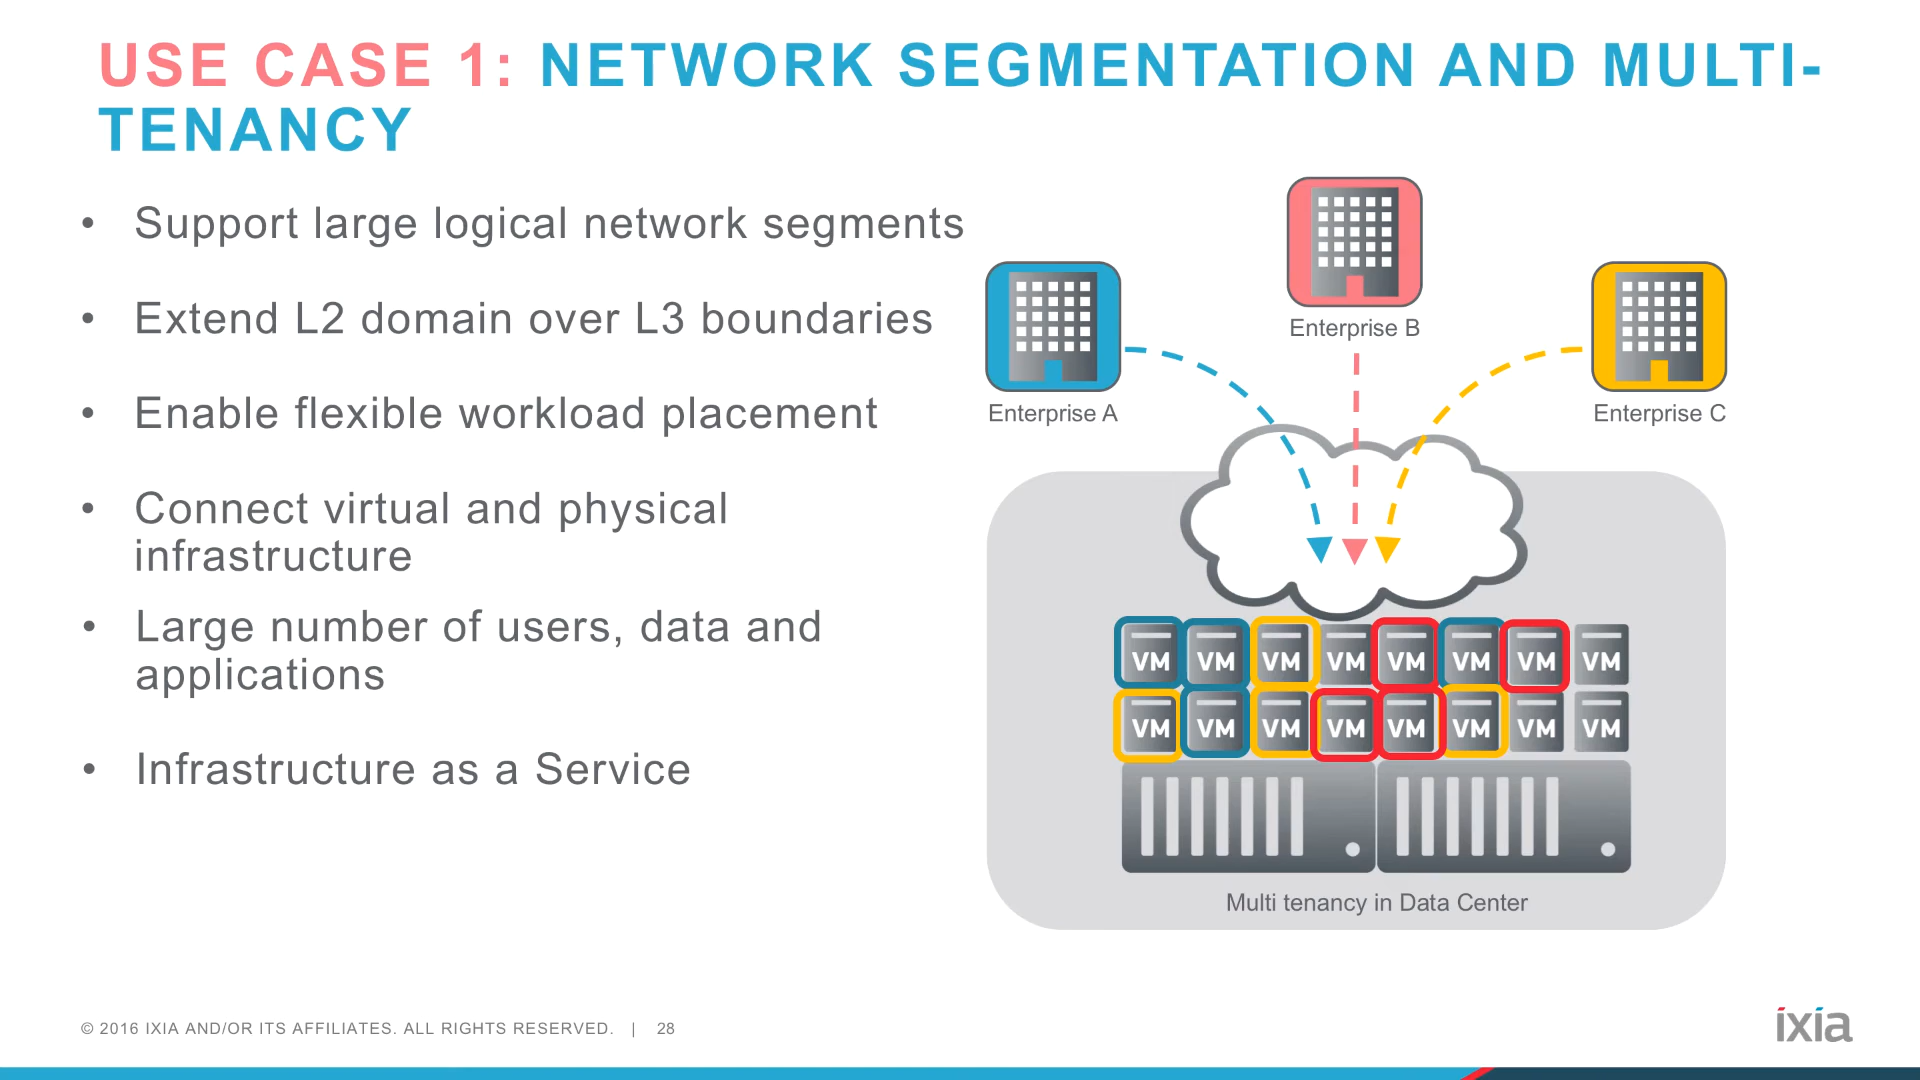 USE CASE 1: NETWORK SEGMENTATION AND MULTI-
TENANCY
• Support large logical network segments
• Extend L2 domain over L3 boundaries
• Enable flexible workload placement
• Connect virtual and physical
infrastructure
• Large number of users, data and
applications
• Infrastructure as a Service
Enterprise B
Enterprise A
Enterprise C
VM VM VM VM VM VM VM VM
VM VM VM VM VM VM VM VM
Multi tenancy in Data Center
© 2016 IXIA AND/OR ITS AFFILIATES. ALL RIGHTS RESERVED. | 28
ixia